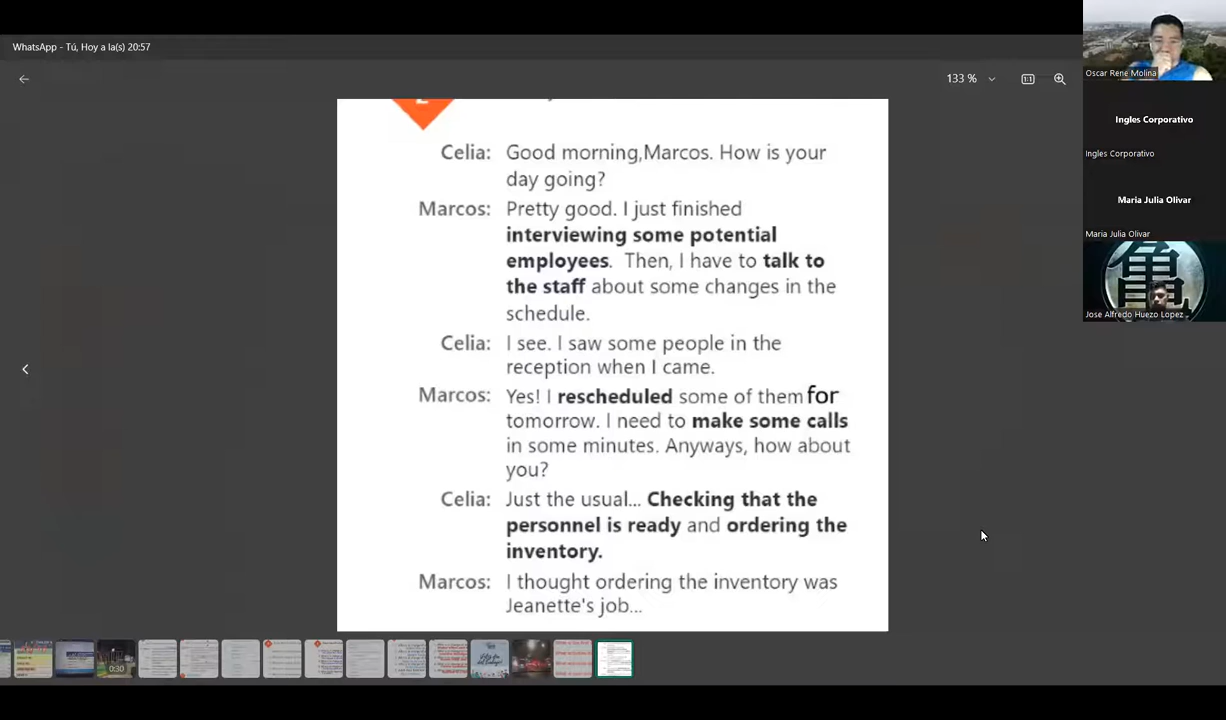 WhatsApp - Tú, Hoy a la(s) 20:57
133 %
1:1
Celia: Good morning,Marcos. How is your
day going?
Marcos: Pretty good. I just finished
interviewing some potential
employees. Then, I have to talk to
the staff about some changes in the
schedule.
Celia: I see. I saw some people in the
reception when I came.
Marcos: Yes! I rescheduled some of them for
tomorrow. I need to make some calls
in some minutes. Anyways, how about
you?
Celia: Just the usual... Checking that the
personnel is ready and ordering the
inventory.
Marcos: I thought ordering the inventory was
Jeanette's job...
0:30
Oscar Rene Molina
Ingles Corporativo
Ingles Corporativo
Maria Julia Olivar
Maria Julia Olivar
亀
Jose Alfredo Huezo Lopez